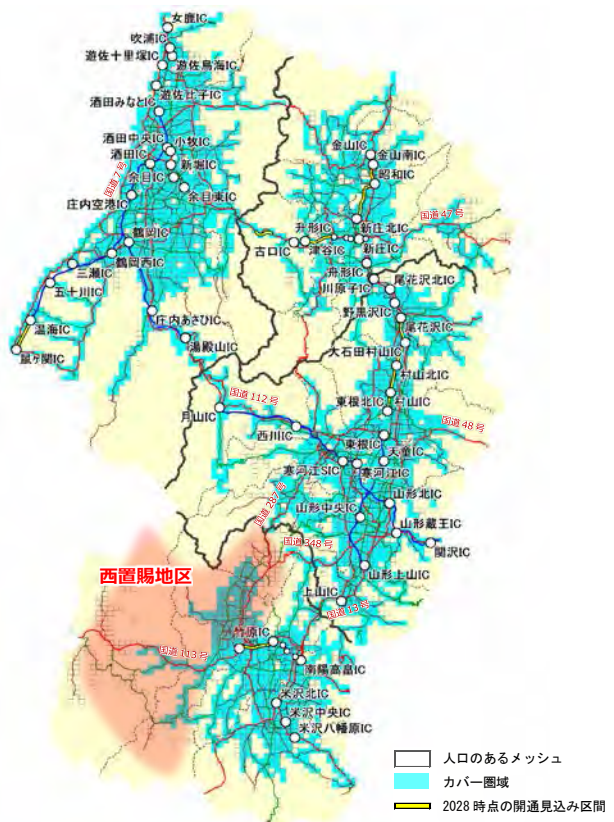 女鹿IC
吹浦IC
遊佐十里塚IC
遊佐鳥海IC
遊佐比子IC
酒田みなとIC
酒田中央IC
小牧IC
酒田IC
新堀IC
余目IC
余目東IC
国道7号
庄内空港IC
鶴岡IC
鶴岡西IC
三瀬IC
五十川IC
温海IC
鼠ヶ関IC
庄内あさひIC
湯殿山IC
金山IC
金山南IC
昭和IC
国道47号
升形IC
新庄北IC
古口IC
津谷IC
新庄IC
舟形IC
川原子IC
尾花沢北IC
野黒沢IC
尾花沢IC
大石田村山IC
村山北IC
東根北IC
村山IC
国道112号
月山IC
西川IC
東根IC
国道48号
寒河江SIC
寒河江IC
天童IC
山形北IC
山形中央IC
山形蔵王IC
関沢IC
国道287号
国道348号
山形上山IC
上山IC
国道13号
西置賜地区
竹原IC
国道113号
南陽高畠IC
米沢北IC
米沢中央IC
米沢八幡原IC
人口のあるメッシュ
カバー圏域
2028時点の開通見込み区間